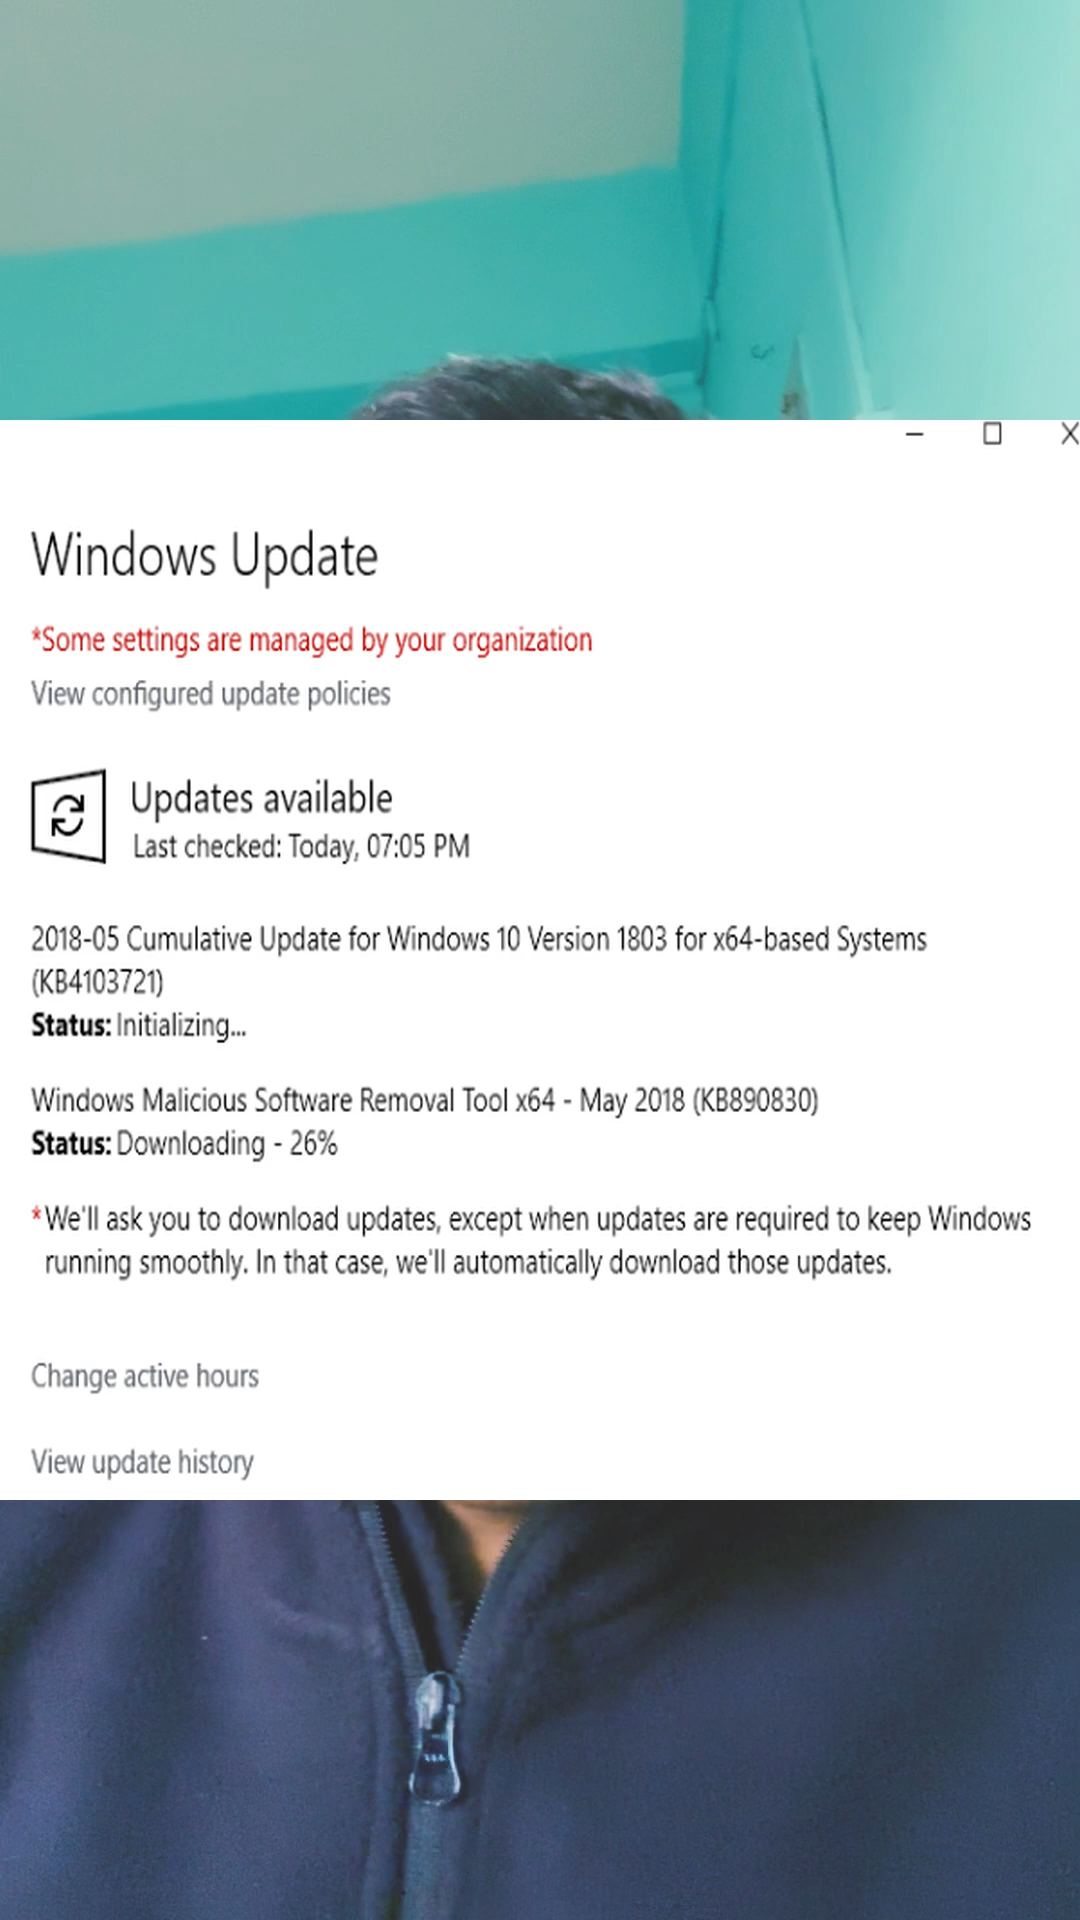 Windows Update
*Some settings are managed by your organization
View configured update policies
Updates available
Last checked: Today, 07:05 PM
2018-05 Cumulative Update for Windows 10 Version 1803 for x64-based Systems
(KB4103721)
Status: Initializing...
Windows Malicious Software Removal Tool x64 - May 2018 (KB890830)
Status: Downloading - 26%
*We'll ask you to download updates, except when updates are required to keep Windows
running smoothly. In that case, we'll automatically download those updates.
Change active hours
View update history